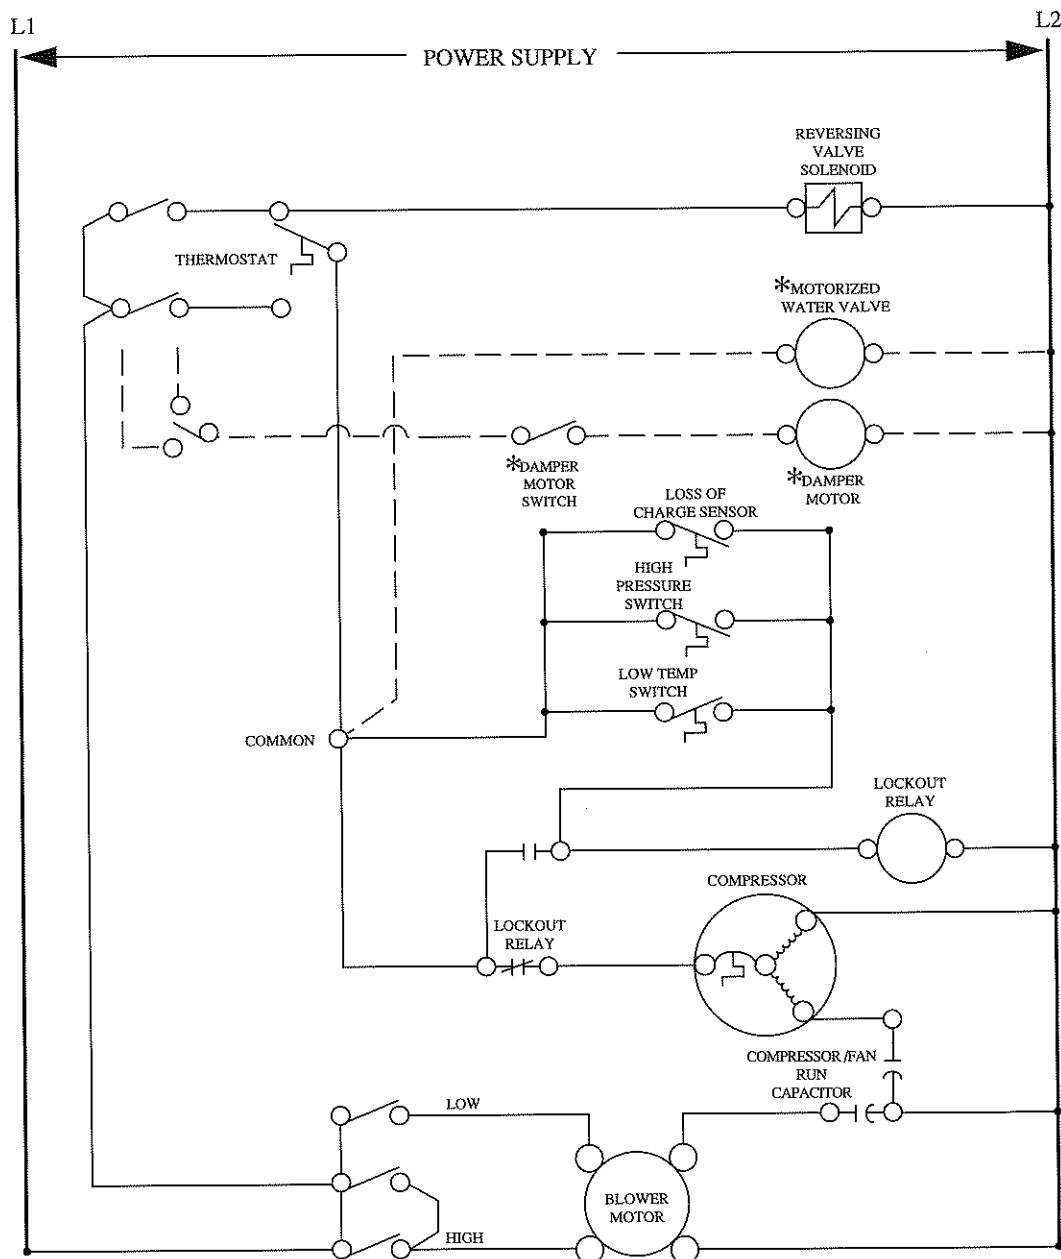 L1
L2
POWER SUPPLY
REVERSING
VALVE
SOLENOID
THERMOSTAT
*MOTORIZED
WATER VALVE
*DAMPER
MOTOR
SWITCH
*DAMPER
MOTOR
LOSS OF
CHARGE SENSOR
HIGH
PRESSURE
SWITCH
LOW TEMP
SWITCH
COMMON
LOCKOUT
RELAY
COMPRESSOR
LOCKOUT
RELAY
COMPRESSOR/FAN
RUN
CAPACITOR
LOW
BLOWER
MOTOR
HIGH